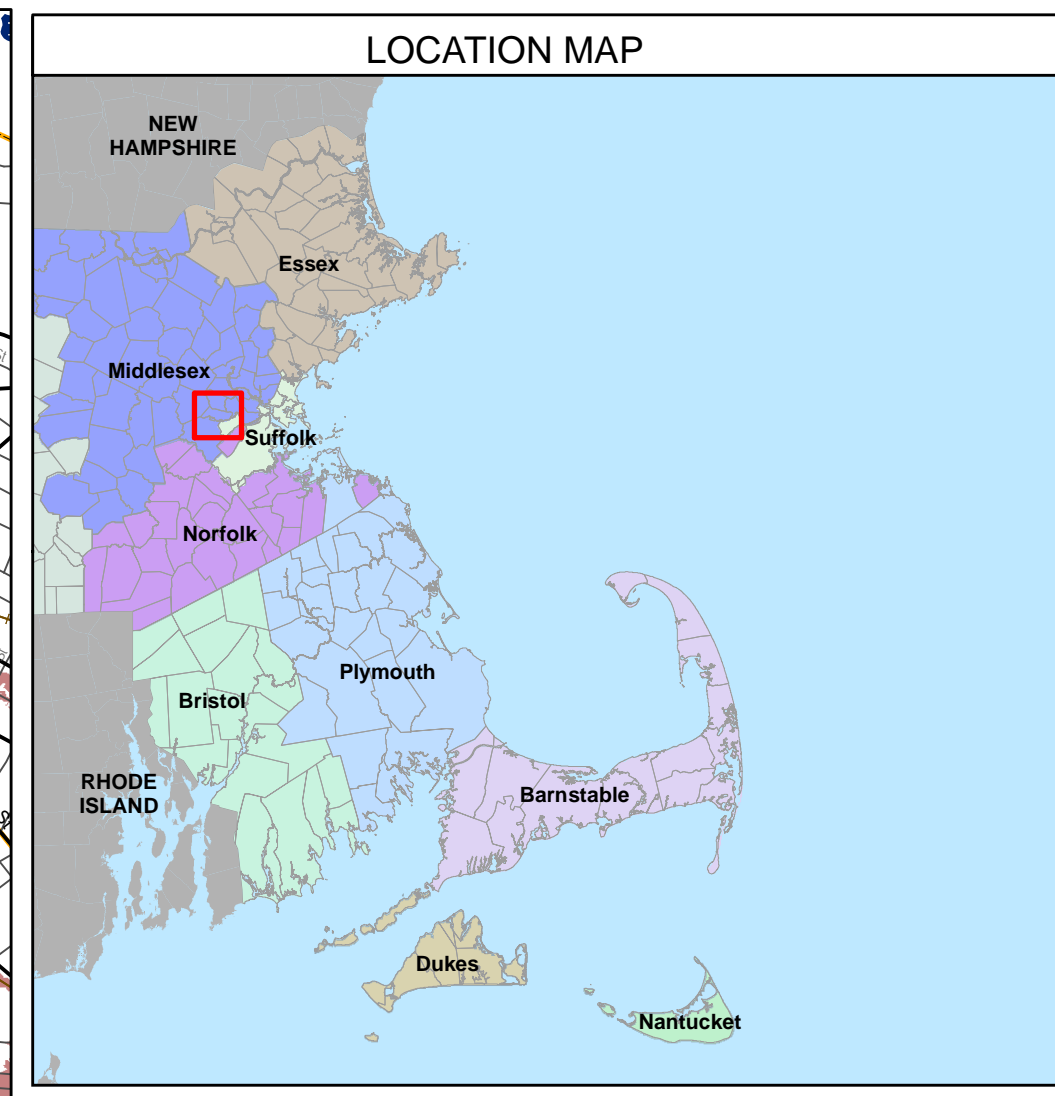 LOCATION MAP
NEW
HAMPSHIRE
Essex
Middlesex
Suffolk
Norfolk
Plymouth
Bristol
RHODE
ISLAND
Barnstable
Dukes
Nantucket